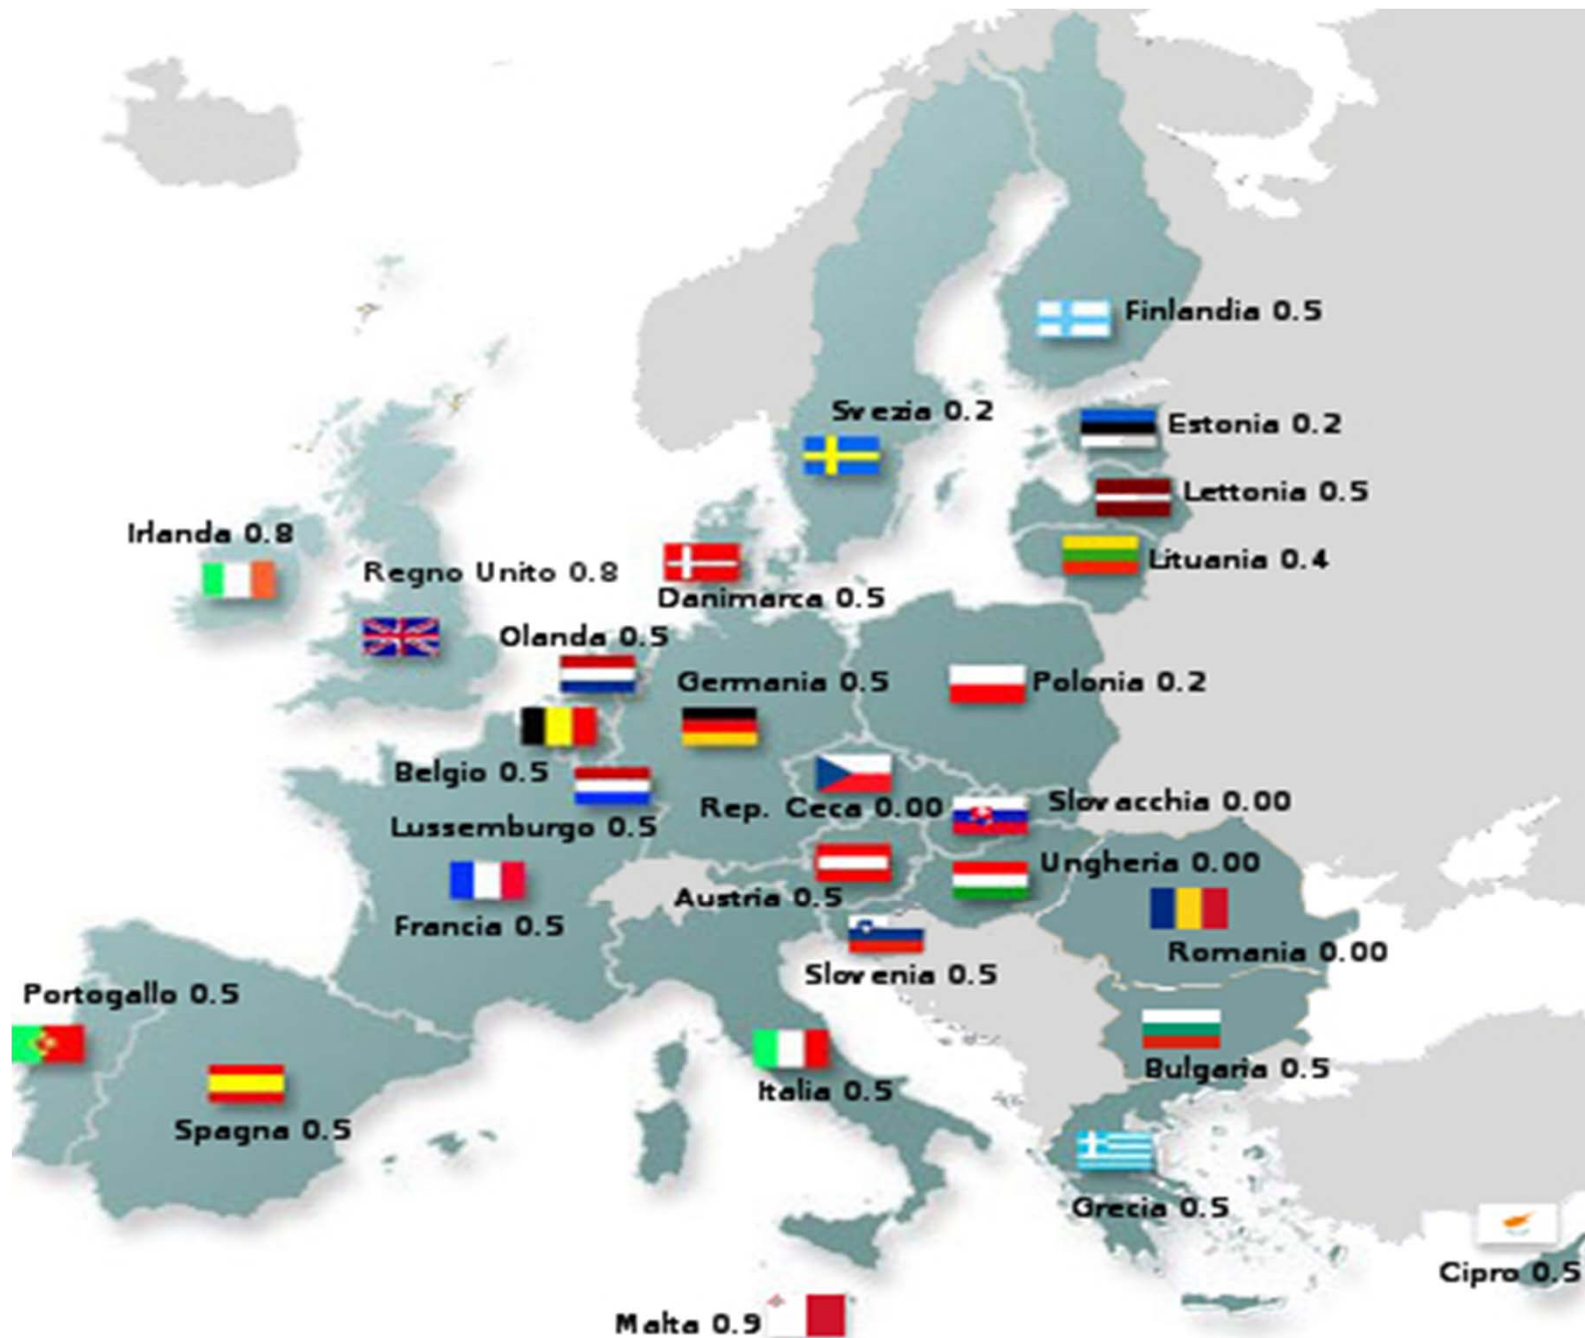 Finlandia 0.5
Svezia 0.2
Estonia 0.2
Lettonia 0.5
Irlanda 0.8
Lituania 0.4
Regno Unito 0.8
Danimarca 0.5
Olanda 0.5
Germania 0.5
Polonia 0.2
Belgio 0.5
Rep. Ceca 0.00
Slovacchia 0.00
Lussemburgo 0.5
Ungheria 0.00
Austria 0.5
Francia 0.5
Romania 0.00
Slovenia 0.5
Portogallo 0.5
Bulgaria 0.5
Italia 0.5
Spagna 0.5
Grecia 0.5
Cipro 0.5
Malta 0.9